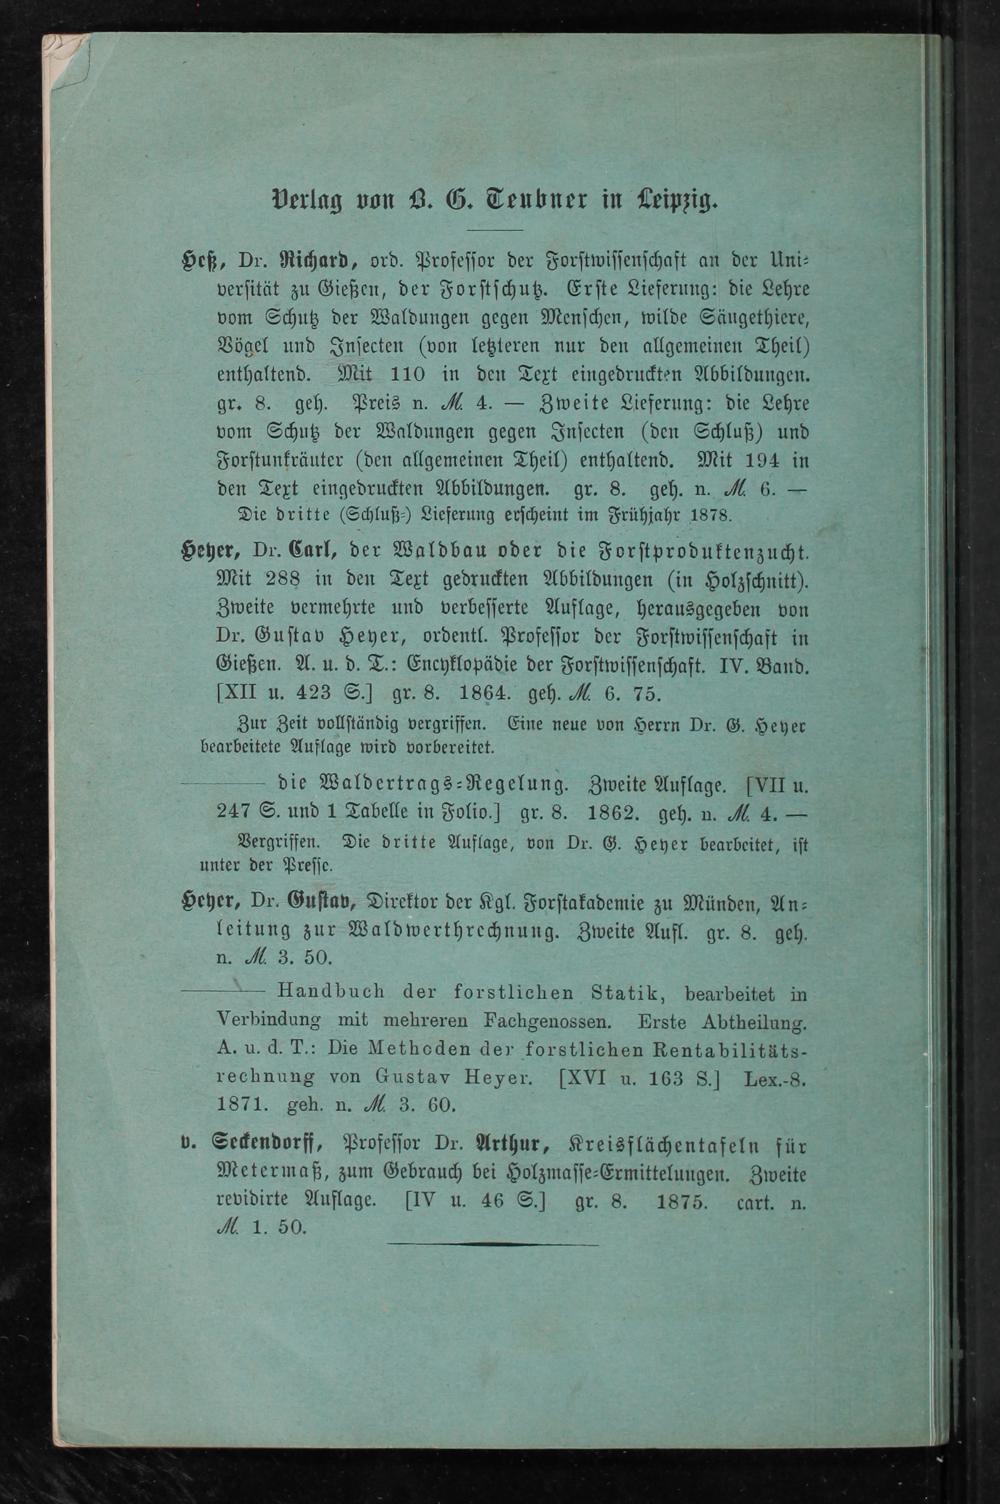 Verlag von B. G. Teubner in Leipzig.
Heß, Dr. Richard, ord. Professor der Forstwissenschaft an der Uni-
versität zu Gießen, der Forstschutz. Erste Lieferung: die Lehre
vom Schutz der Waldungen gegen Menschen, wilde Säugethiere,
Vögel und Insecten (von letzteren nur den allgemeinen Theil)
enthaltend. Mit 110 in den Text eingedruckten Abbildungen.
gr. 8. geh. Preis n. M. 4. — Zweite Lieferung: die Lehre
vom Schutz der Waldungen gegen Insecten (den Schluß) und
Forstunkräuter (den allgemeinen Theil) enthaltend. Mit 194 in
den Text eingedruckten Abbildungen. gr. 8. geh. n. M. 6. —
Die dritte (Schluß-) Lieferung erscheint im Frühjahr 1878.
Heyer, Dr. Carl, der Waldbau oder die Forstproduktenzucht.
Mit 288 in den Text gedruckten Abbildungen (in Holzschnitt).
Zweite vermehrte und verbesserte Auflage, herausgegeben von
Dr. Gustav Heyer, ordentl. Professor der Forstwissenschaft in
Gießen. A. u. d. T.: Encyklopädie der Forstwissenschaft. IV. Band.
[XII u. 423 S.] gr. 8. 1864. geh. M. 6. 75.
Zur Zeit vollständig vergriffen. Eine neue von Herrn Dr. G. Heyer
bearbeitete Auflage wird vorbereitet.
——— die Waldertrags-Regelung. Zweite Auflage. [VII u.
247 S. und 1 Tabelle in Folio.] gr. 8. 1862. geh. n. M. 4. —
Vergriffen. Die dritte Auflage, von Dr. G. Heyer bearbeitet, ist
unter der Presse.
Heyer, Dr. Gustav, Direktor der Kgl. Forstakademie zu Münden, An-
leitung zur Waldwerthrechnung. Zweite Aufl. gr. 8. geh.
n. M. 3. 50.
——— Handbuch der forstlichen Statik, bearbeitet in
Verbindung mit mehreren Fachgenossen. Erste Abtheilung.
A. u. d. T.: Die Methoden der forstlichen Rentabilitäts-
rechnung von Gustav Heyer. [XVI u. 163 S.] Lex.-8.
1871. geh. n. M. 3. 60.
v. Seckendorff, Professor Dr. Arthur, Kreisflächentafeln für
Metermaß, zum Gebrauch bei Holzmasse-Ermittelungen. Zweite
revidirte Auflage. [IV u. 46 S.] gr. 8. 1875. cart. n.
M. 1. 50.